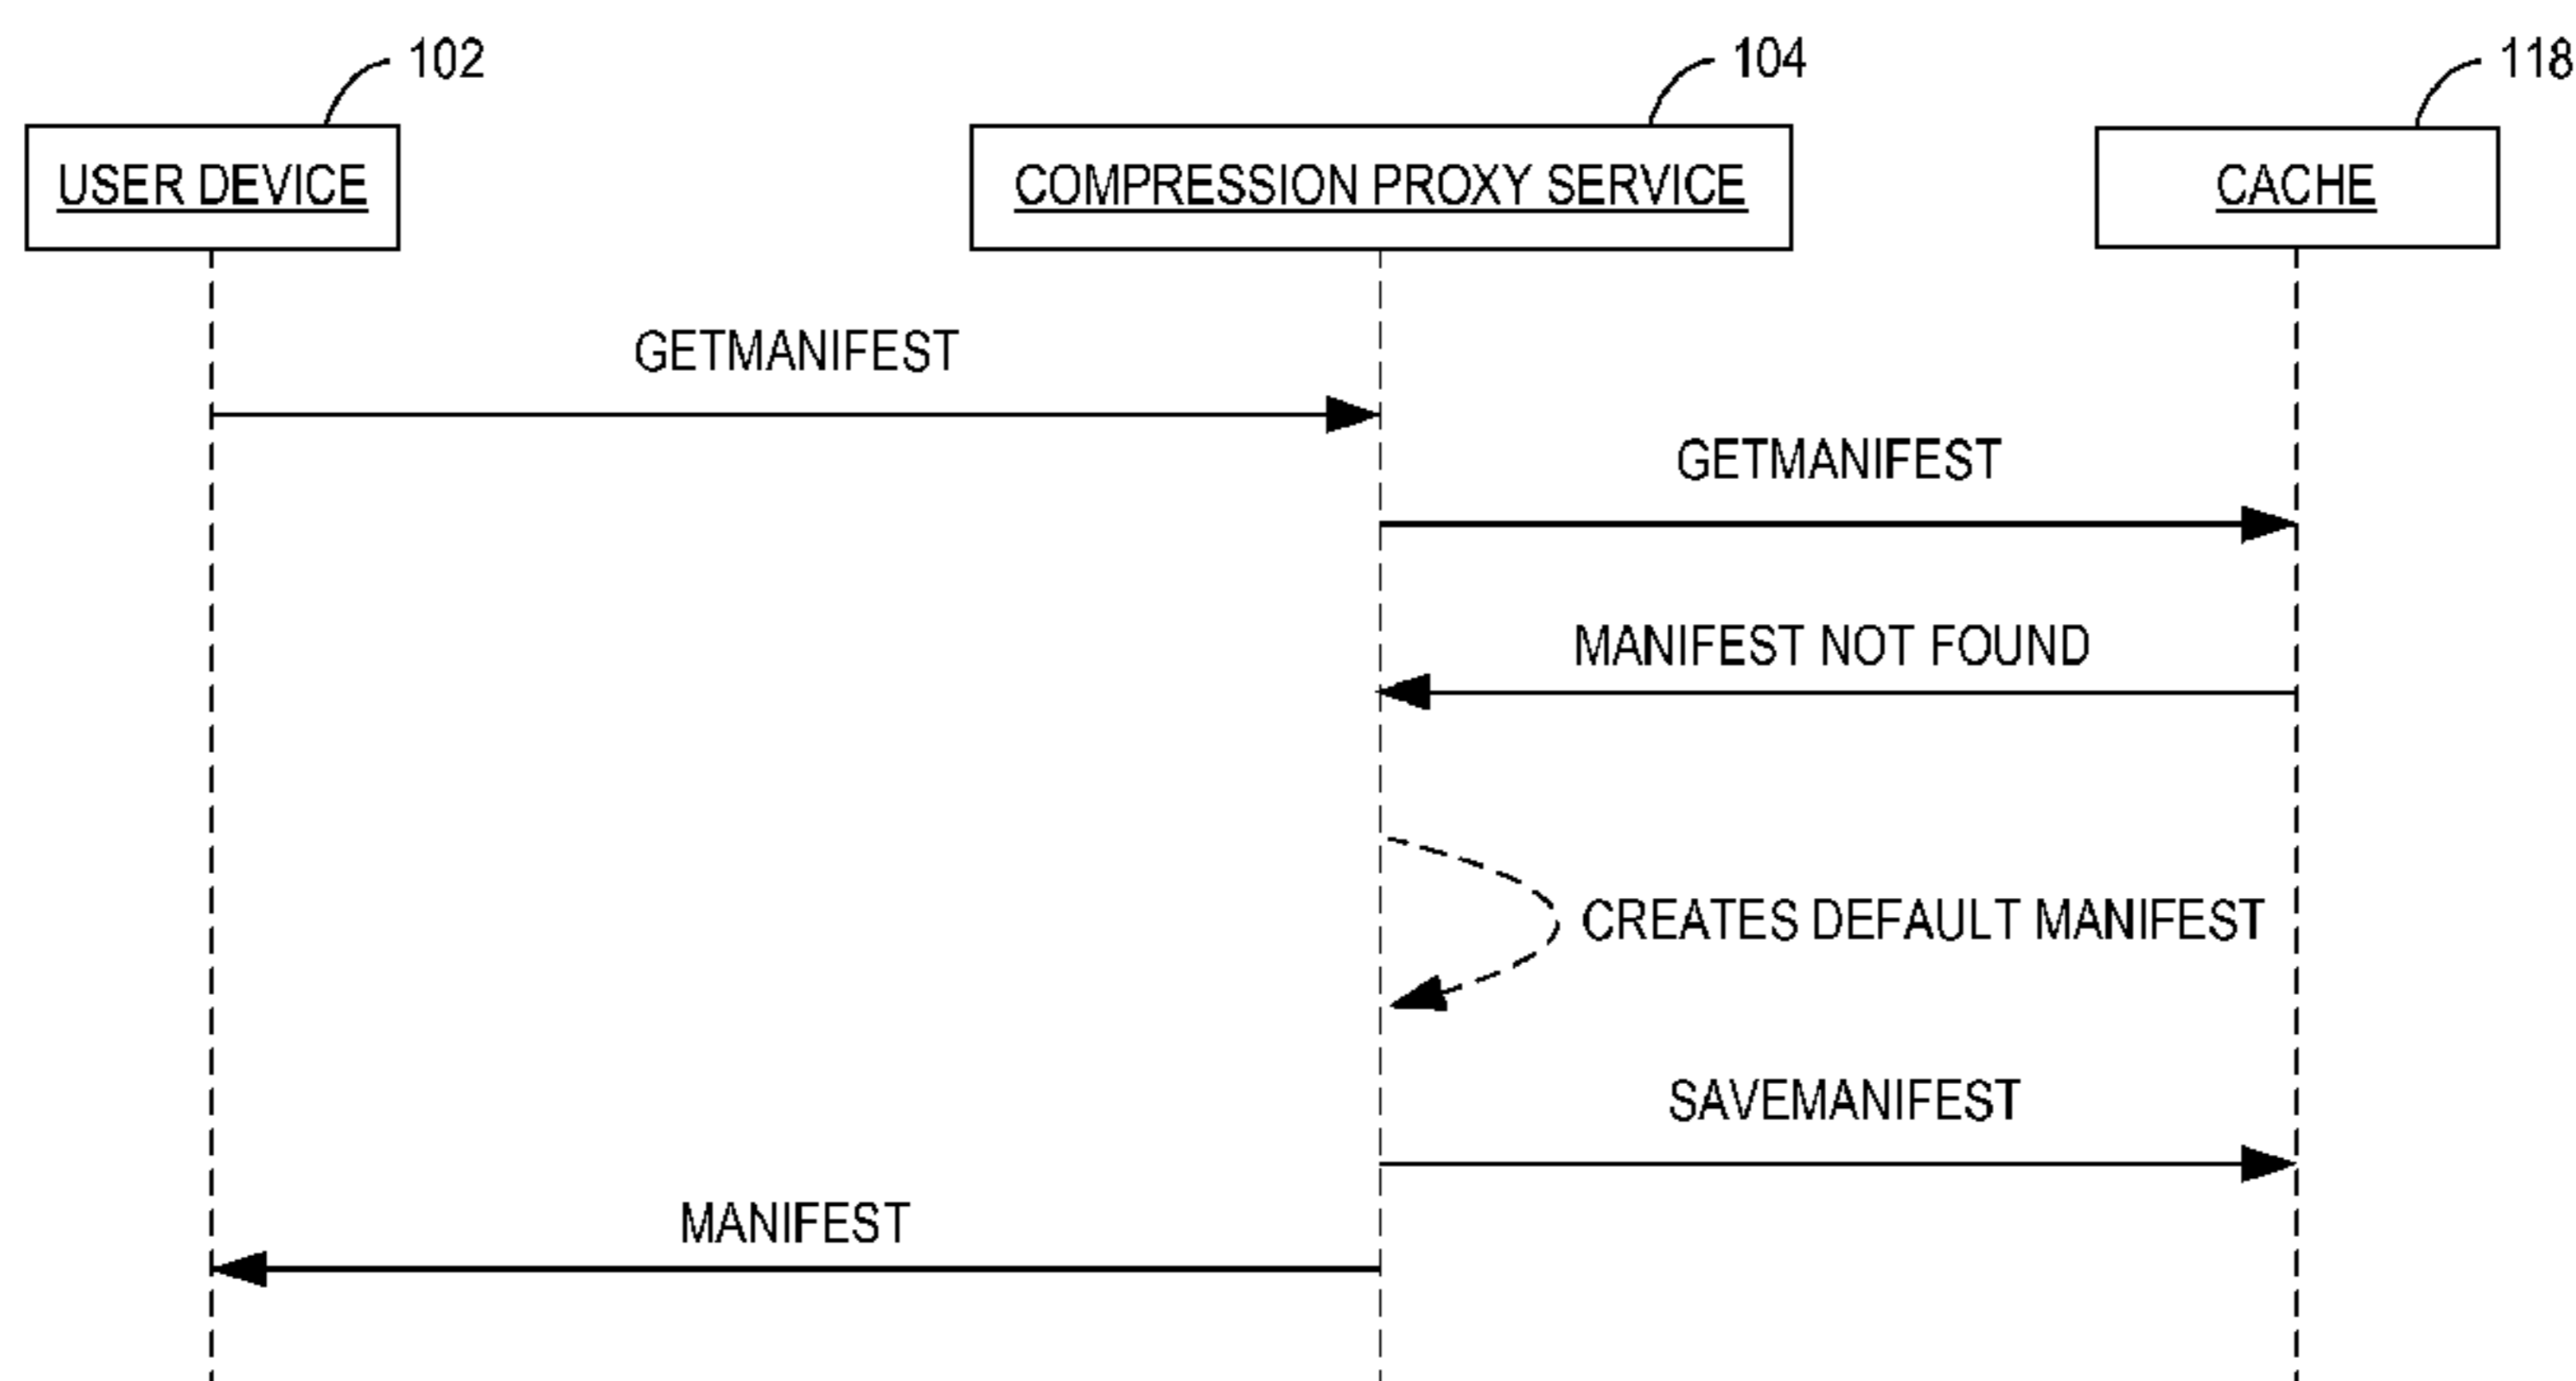 102
104
118
USER DEVICE
COMPRESSION PROXY SERVICE
CACHE
GETMANIFEST
GETMANIFEST
MANIFEST NOT FOUND
CREATES DEFAULT MANIFEST
SAVEMANIFEST
MANIFEST